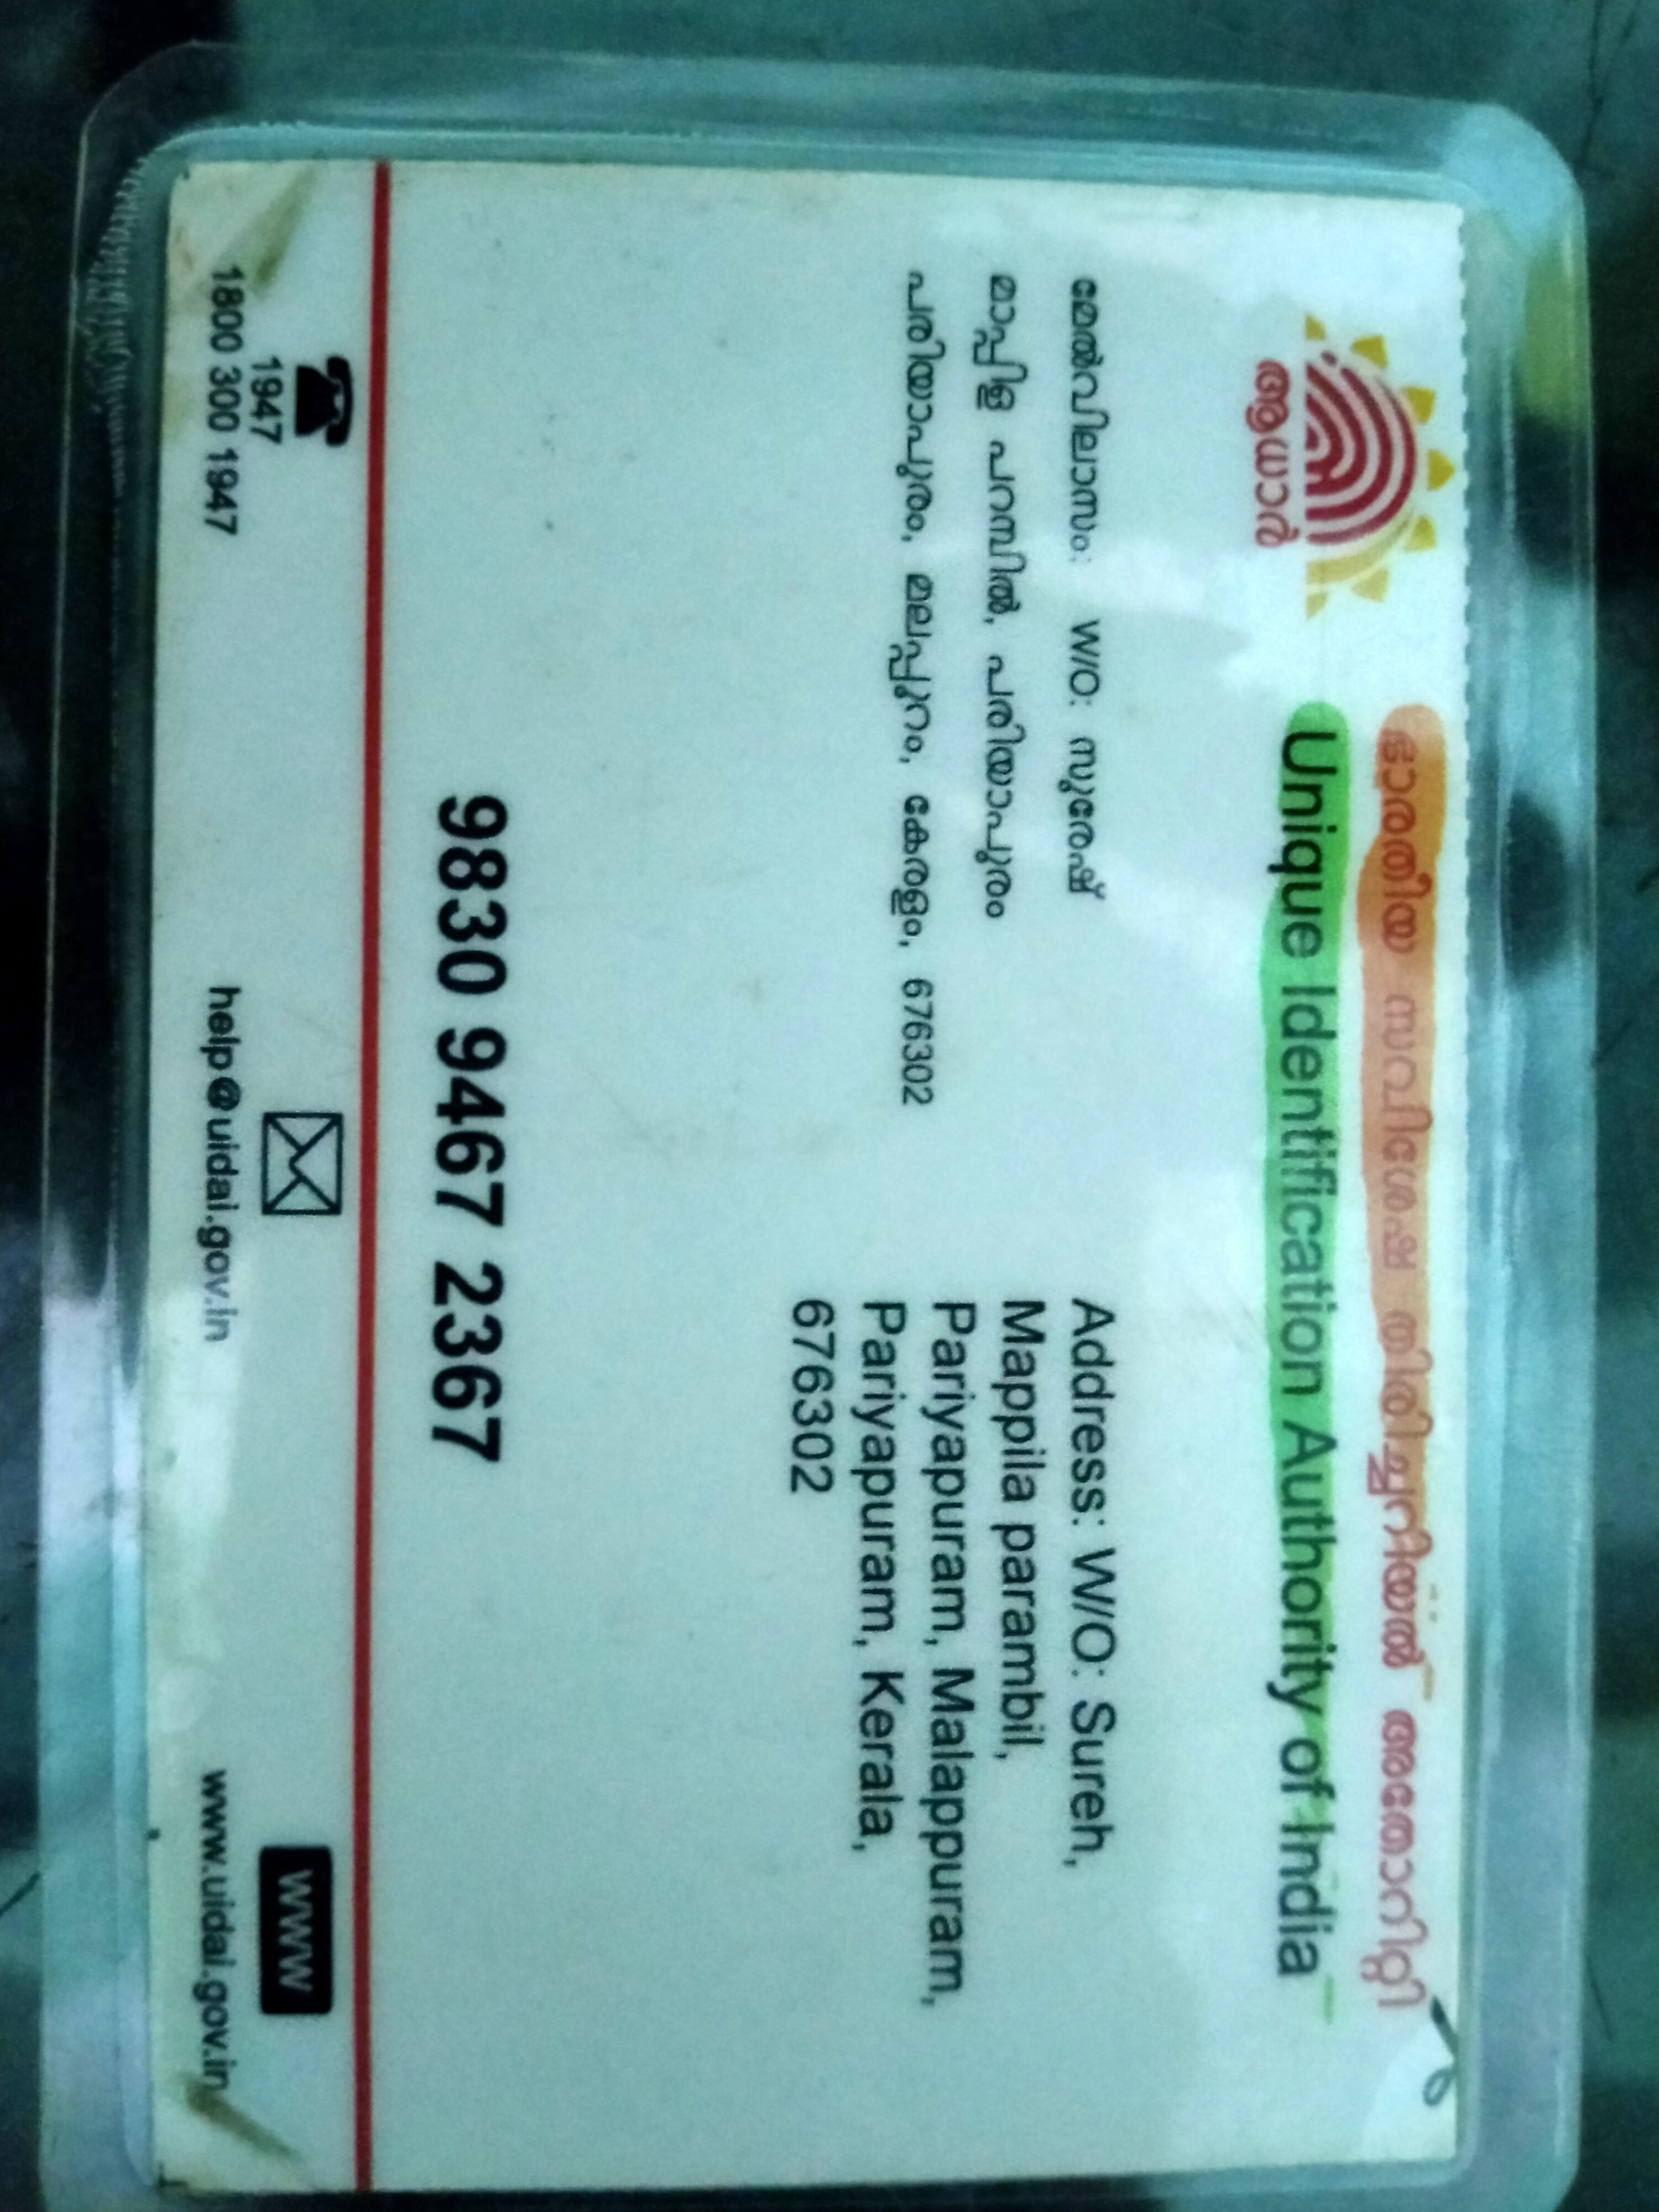 ഭാരതീയ സവിശേഷ തിരിച്ചറിയൽ അതോറിറ്റി
Unique Identification Authority of India
ആധാർ
മേൽവിലാസം: W/O: സുരേഷ്
മാപ്പിള പറമ്പിൽ, പരിയാപുരം
പരിയാപുരം, മലപ്പുറം, കേരളം, 676302
Address: W/O: Sureh,
Mappila parambil,
Pariyapuram, Malappuram,
Pariyapuram, Kerala,
676302
9830 9467 2367
1947
1800 300 1947
help@uidai.gov.in
WWW
www.uidai.gov.in